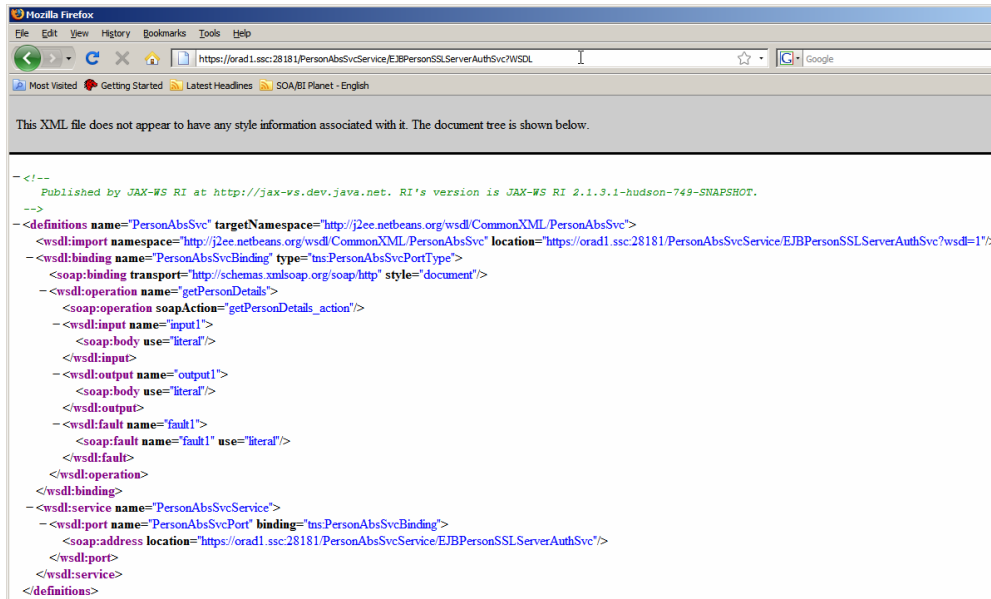 Mozilla Firefox
File Edit View History Bookmarks Tools Help
https://orad1.ssc:28181/PersonAbsSvcService/EJBPersonSSLServerAuthSvc?WSDL
G Google
Most Visited Getting Started Latest Headlines SOA/BI Planet - English
This XML file does not appear to have any style information associated with it. The document tree is shown below.
- <!--
Published by JAX-WS RI at http://jax-ws.dev.java.net. RI's version is JAX-WS RI 2.1.3.1-hudson-749-SNAPSHOT.
-->
- <definitions name="PersonAbsSvc" targetNamespace="http://j2ee.netbeans.org/wsdl/CommonXML/PersonAbsSvc">
<wsdl:import namespace="http://j2ee.netbeans.org/wsdl/CommonXML/PersonAbsSvc" location="https://orad1.ssc:28181/PersonAbsSvcService/EJBPersonSSLServerAuthSvc?wsdl=1"/>
- <wsdl:binding name="PersonAbsSvcBinding" type="tns:PersonAbsSvcPortType">
<soap:binding transport="http://schemas.xmlsoap.org/soap/http" style="document"/>
- <wsdl:operation name="getPersonDetails">
<soap:operation soapAction="getPersonDetails_action"/>
- <wsdl:input name="input1">
<soap:body use="literal"/>
</wsdl:input>
- <wsdl:output name="output1">
<soap:body use="literal"/>
</wsdl:output>
- <wsdl:fault name="fault1">
<soap:fault name="fault1" use="literal"/>
</wsdl:fault>
</wsdl:operation>
</wsdl:binding>
- <wsdl:service name="PersonAbsSvcService">
- <wsdl:port name="PersonAbsSvcPort" binding="tns:PersonAbsSvcBinding">
<soap:address location="https://orad1.ssc:28181/PersonAbsSvcService/EJBPersonSSLServerAuthSvc"/>
</wsdl:port>
</wsdl:service>
</definitions>